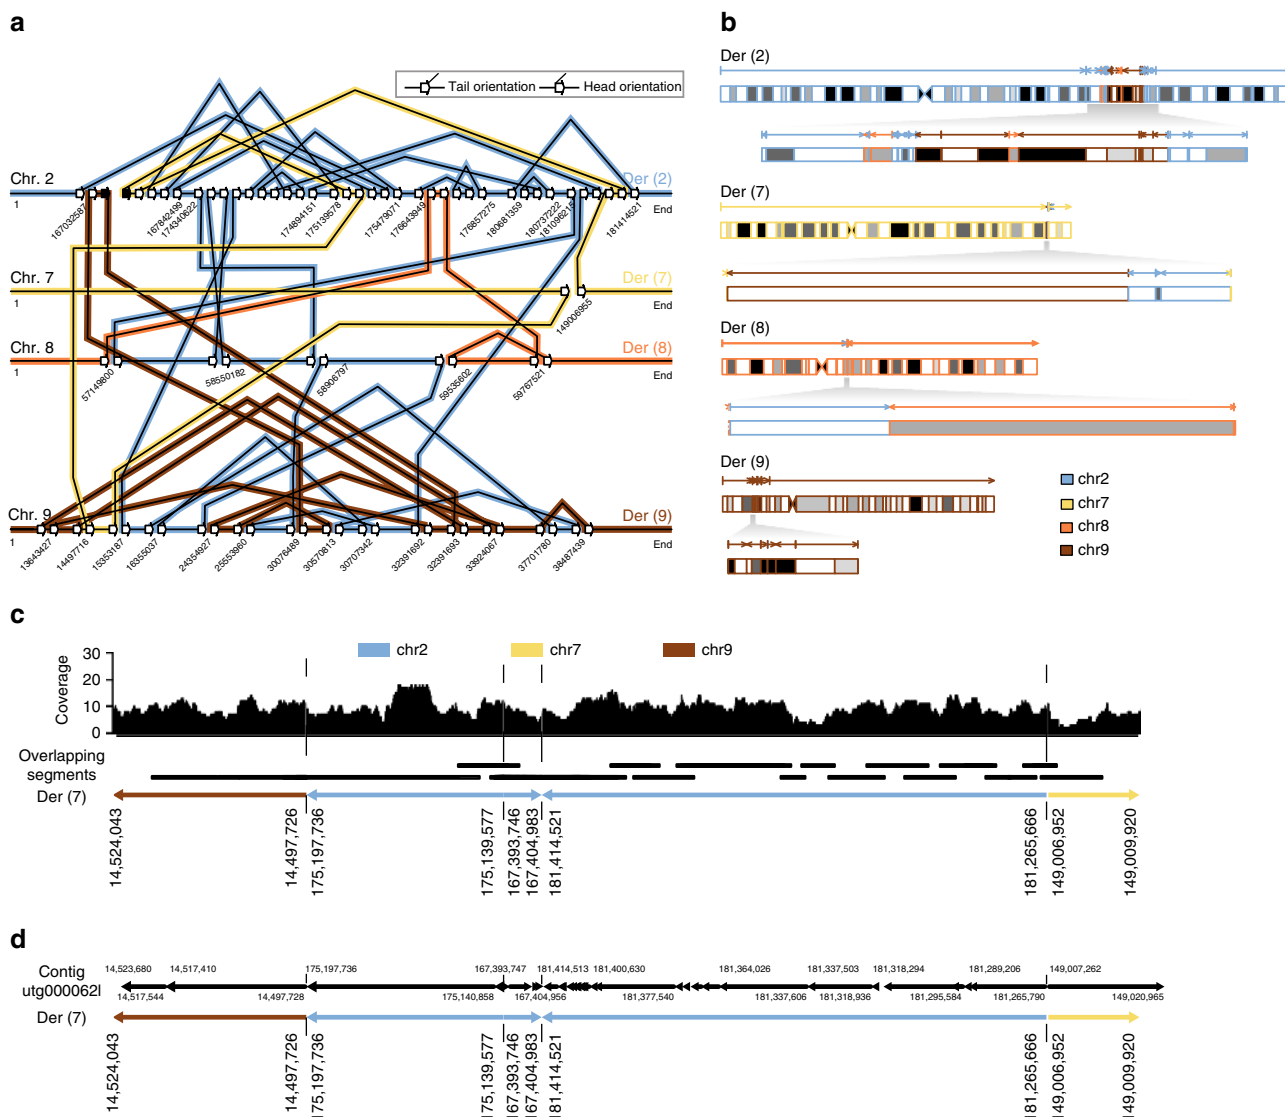 a
Tail orientation
Head orientation
Chr. 2
Der (2)
1
End
167032587
167842499
174340622
174894151
175139578
175479071
176643949
176857275
180681359
180737222
181096215
181414521
Chr. 7
Der (7)
1
End
149006955
Chr. 8
Der (8)
1
End
57149800
58550182
58906797
59535602
59767521
Chr. 9
Der (9)
1
End
13643427
14497716
15353187
16355037
24354927
25553960
30076489
30570813
30707342
32391692
32391693
33924067
37701780
38487439
b
Der (2)
Der (7)
Der (8)
Der (9)
chr2
chr7
chr8
chr9
c
chr2
chr7
chr9
Coverage
30
20
10
0
Overlapping
segments
Der (7)
14,524,043
14,497,726
175,197,736
175,139,577
167,393,746
167,404,983
181,414,521
181,265,666
149,006,952
149,009,920
d
Contig
utg000062l
14,523,680
14,517,410
175,197,736
167,393,747
181,414,513
181,400,630
181,364,026
181,337,503
181,318,294
181,289,206
149,007,262
14,517,544
14,497,728
175,140,858
167,404,956
181,377,540
181,337,606
181,318,936
181,295,584
181,265,790
149,020,965
Der (7)
14,524,043
14,497,726
175,197,736
175,139,577
167,393,746
167,404,983
181,414,521
181,265,666
149,006,952
149,009,920